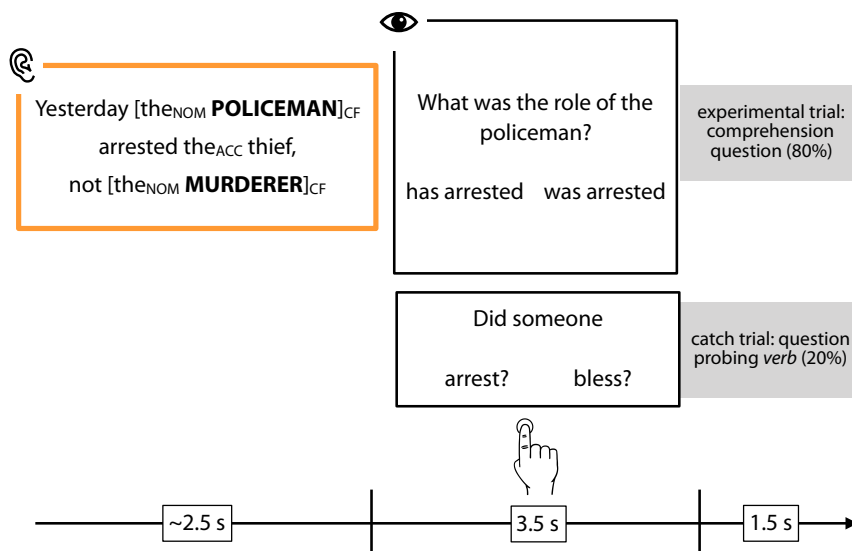 Yesterday [theNOM POLICEMAN]CF
arrested theACC thief,
not [theNOM MURDERER]CF
What was the role of the
policeman?
has arrested was arrested
experimental trial:
comprehension
question (80%)
Did someone
arrest? bless?
catch trial: question
probing verb (20%)
~2.5 s 3.5 s 1.5 s